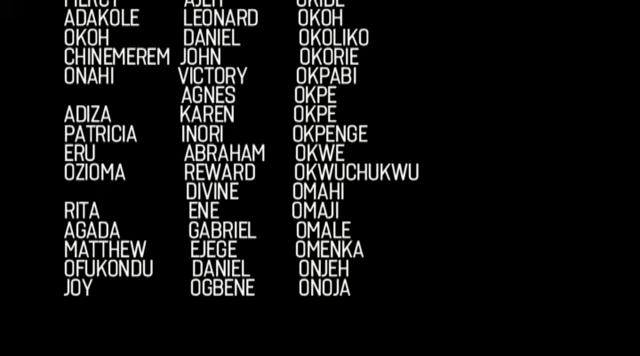 ADAKOLE LEONARD OKOH
OKOH DANIEL OKOLIKO
CHINEMEREM JOHN OKORIE
ONAHI VICTORY OKPABI
AGNES OKPE
ADIZA KAREN OKPE
PATRICIA INORI OKPENGE
ERU ABRAHAM OKWE
OZIOMA REWARD OKWUCHUKWU
DIVINE OMAHI
RITA ENE OMAJI
AGADA GABRIEL OMALE
MATTHEW EJEGE OMENKA
OFUKONDU DANIEL ONJEH
JOY OGBENE ONOJA